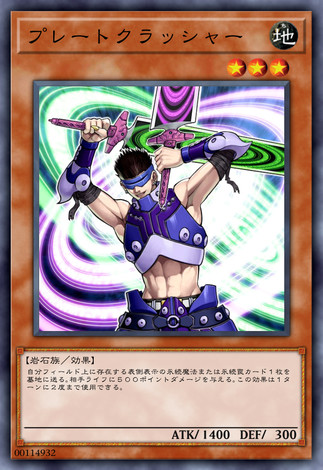 プレートクラッシャー
地
【岩石族／効果】
自分フィールド上に存在する表側表示の永続魔法または永続罠カード１枚を
墓地に送る。相手ライフに５００ポイントダメージを与える。この効果は１ター
ンに２度まで使用できる。
ATK/ 1400 DEF/ 300
00114932